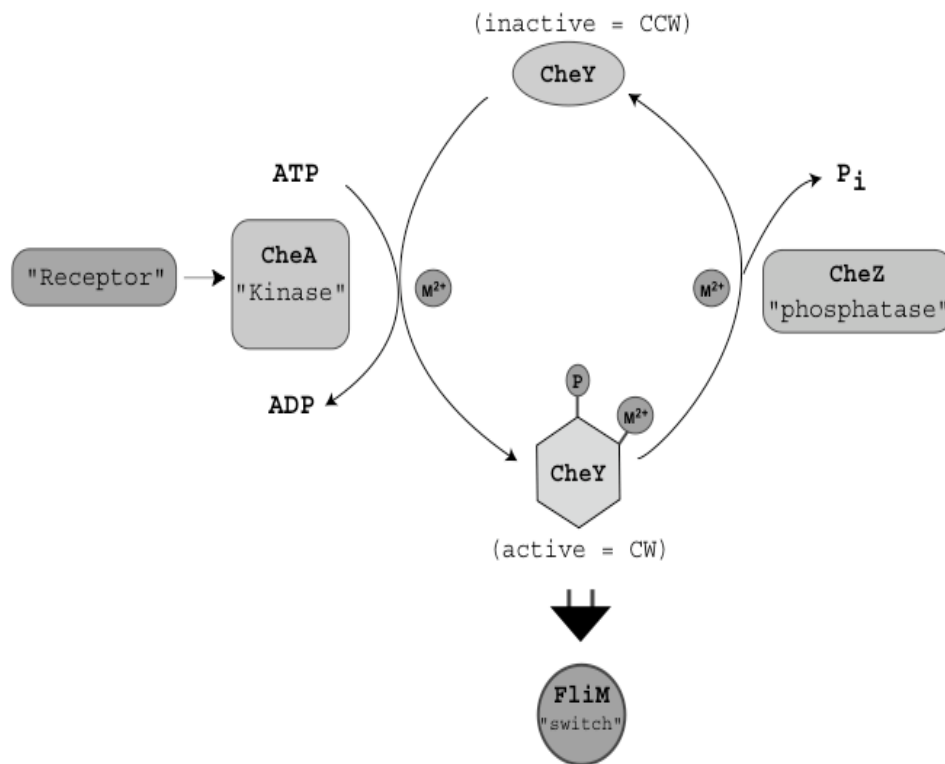 (inactive = CCW)
CheY
ATP
P i
CheA
"Kinase"
"Receptor"
M²⁺
M²⁺
CheZ
"phosphatase"
ADP
P
M²⁺
CheY
(active = CW)
FliM
"switch"